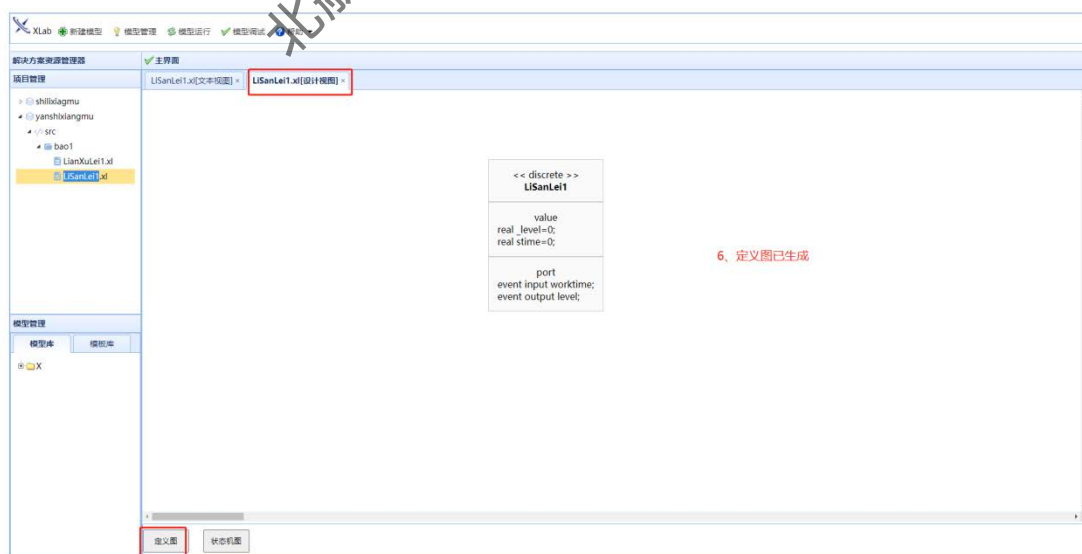 XLab 新建模型 模型管理 模型运行 模型调试 帮助
解决方案资源管理器
主界面
项目管理
LiSanLei1.xl[文本视图] ×
LiSanLei1.xl[设计视图] ×
shilixiagmu
yanshixiangmu
src
bao1
LianXuLei1.xl
LiSanLei1.xl
<< discrete >>
LiSanLei1
value
real _level=0;
real stime=0;
port
event input worktime;
event output level;
6、定义图已生成
模型管理
模型库
模板库
X
定义图
状态机图